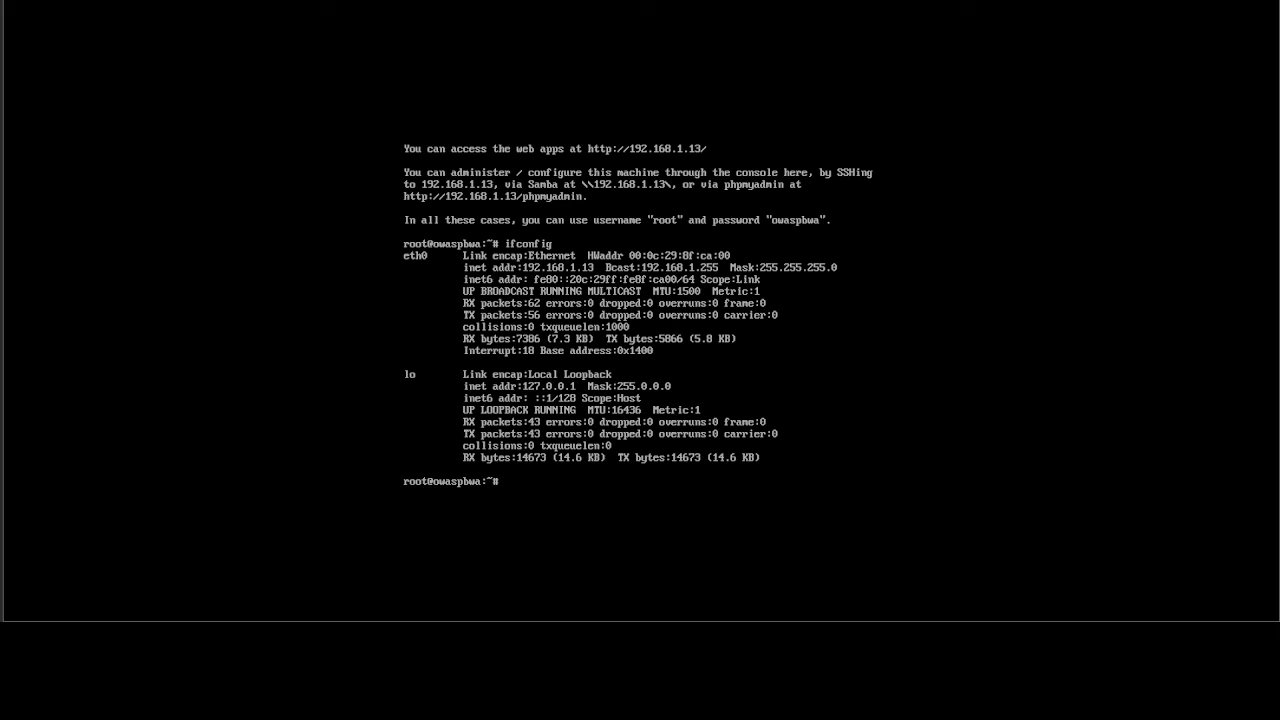 You can access the web apps at http://192.168.1.13/
You can administer / configure this machine through the console here, by SSHing
to 192.168.1.13, via Samba at \\192.168.1.13\, or via phpmyadmin at
http://192.168.1.13/phpmyadmin.
In all these cases, you can use username "root" and password "owaspbwa".
root@owaspbwa:~# ifconfig
eth0 Link encap:Ethernet HWaddr 00:0c:29:8f:ca:00
inet addr:192.168.1.13 Bcast:192.168.1.255 Mask:255.255.255.0
inet6 addr: fe80::20c:29ff:fe8f:ca00/64 Scope:Link
UP BROADCAST RUNNING MULTICAST MTU:1500 Metric:1
RX packets:62 errors:0 dropped:0 overruns:0 frame:0
TX packets:56 errors:0 dropped:0 overruns:0 carrier:0
collisions:0 txqueuelen:1000
RX bytes:7386 (7.3 KB) TX bytes:5866 (5.8 KB)
Interrupt:18 Base address:0x1400
lo Link encap:Local Loopback
inet addr:127.0.0.1 Mask:255.0.0.0
inet6 addr: ::1/128 Scope:Host
UP LOOPBACK RUNNING MTU:16436 Metric:1
RX packets:43 errors:0 dropped:0 overruns:0 frame:0
TX packets:43 errors:0 dropped:0 overruns:0 carrier:0
collisions:0 txqueuelen:0
RX bytes:14673 (14.6 KB) TX bytes:14673 (14.6 KB)
root@owaspbwa:~#